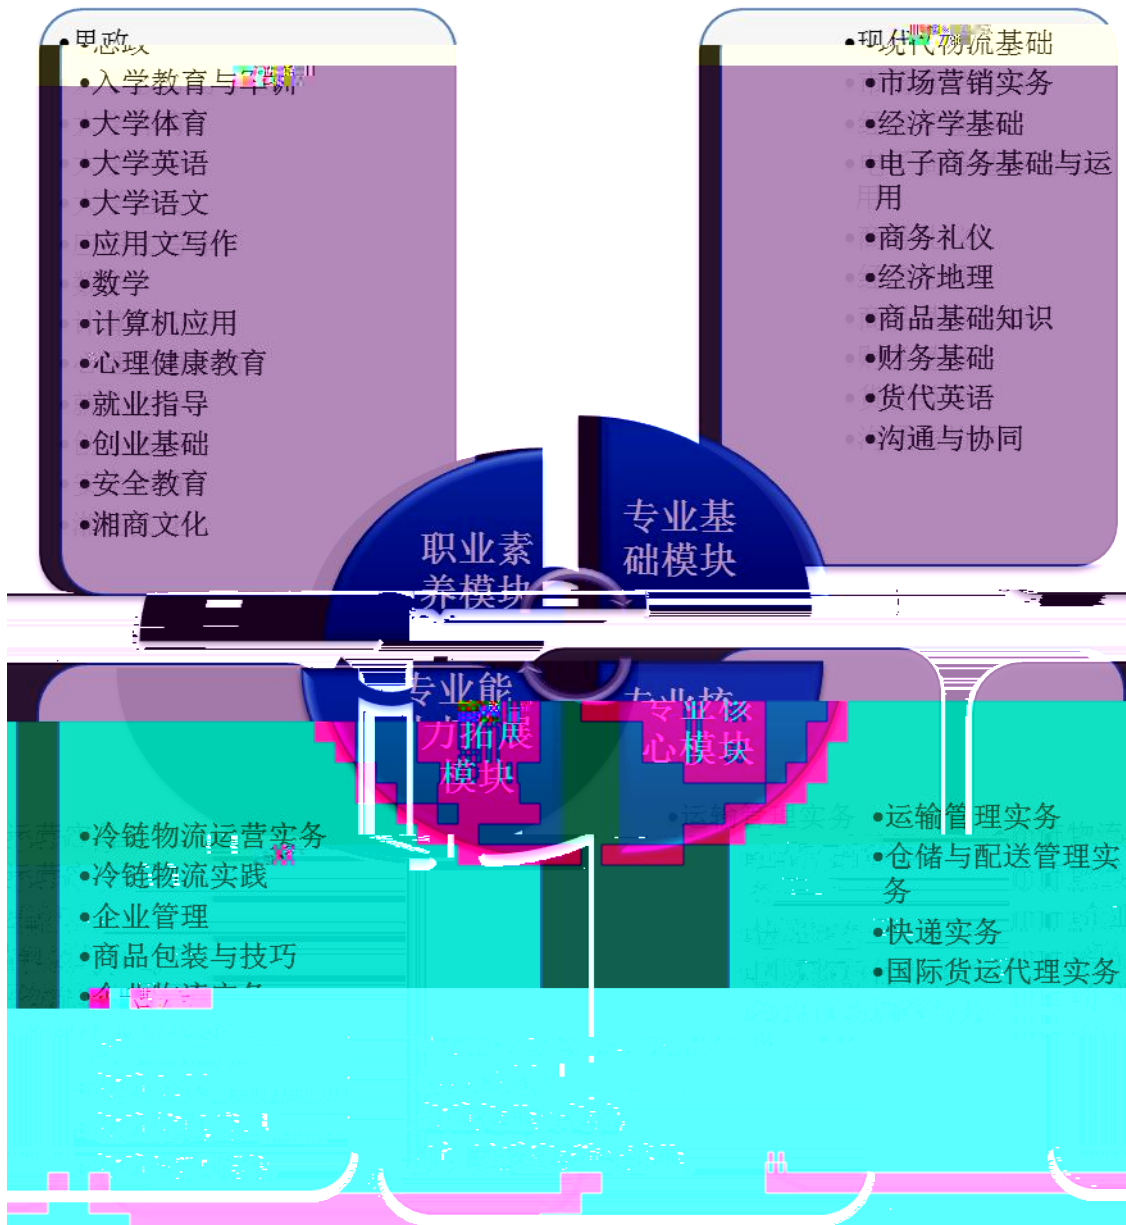 •思政
•入学教育与军训
•大学体育
•大学英语
•大学语文
•应用文写作
•数学
•计算机应用
•心理健康教育
•就业指导
•创业基础
•安全教育
•湘商文化
•现代物流基础
•市场营销实务
•经济学基础
•电子商务基础与运
用
•商务礼仪
•经济地理
•商品基础知识
•财务基础
•货代英语
•沟通与协同
职业素
养模块
专业基
础模块
专业能
力拓展
模块
专业核
心模块
•冷链物流运营实务
•冷链物流实践
•企业管理
•商品包装与技巧
•企业物流实务
•运输管理实务
•仓储与配送管理实
务
•快递实务
•国际货运代理实务